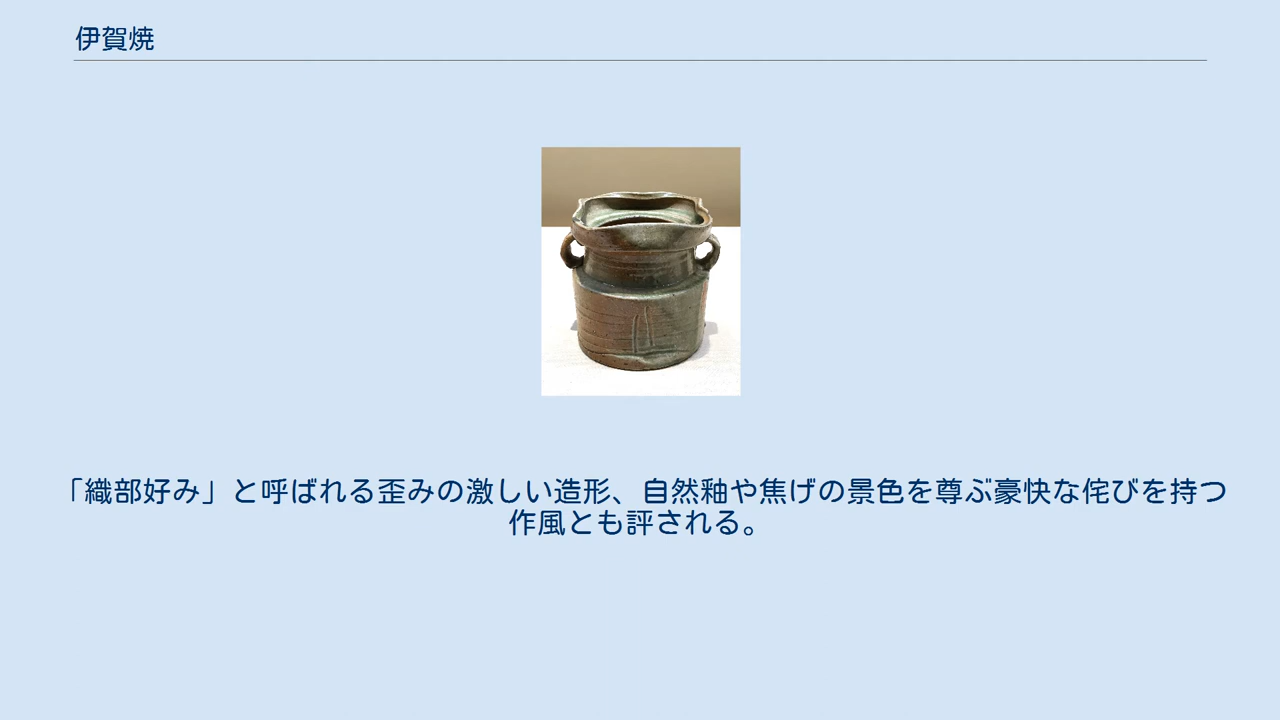 伊賀焼
「織部好み」と呼ばれる歪みの激しい造形、自然釉や焦げの景色を尊ぶ豪快な侘びを持つ
作風とも評される。